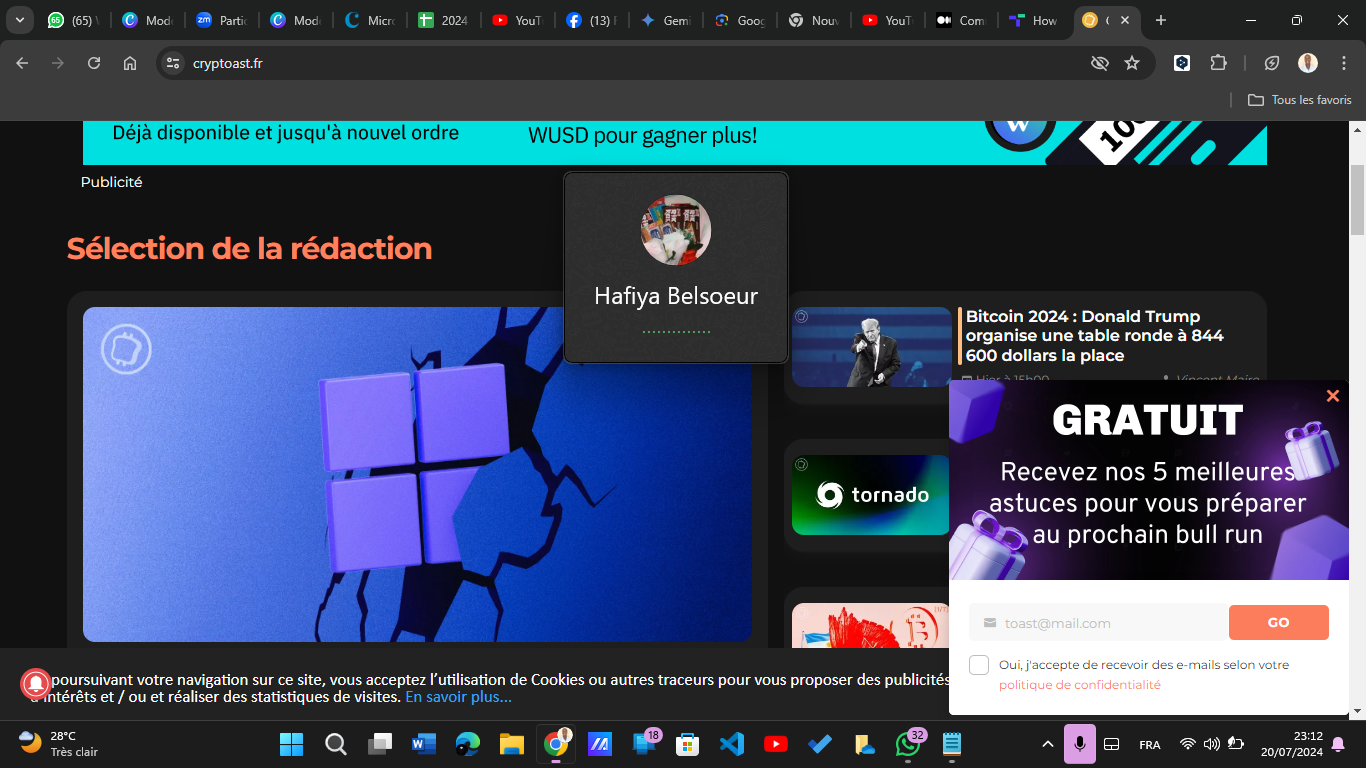 65
(65) \
Mode
zm
Partic
Mode
Micr
2024
YouTu
(13) F
Gemi
Goog
Nouv
YouTu
Com
How
cryptoast.fr
Tous les favoris
Déjà disponible et jusqu'à nouvel ordre
WUSD pour gagner plus!
100
Publicité
Sélection de la rédaction
Hafiya Belsoeur
Bitcoin 2024 : Donald Trump
organise une table ronde à 844
600 dollars la place
Hier à 15h00
Vincent Maire
tornado
GRATUIT
Recevez nos 5 meilleures
astuces pour vous préparer
au prochain bull run
toast@mail.com
GO
Oui, j'accepte de recevoir des e-mails selon votre
politique de confidentialité
poursuivant votre navigation sur ce site, vous acceptez l'utilisation de Cookies ou autres traceurs pour vous proposer des publicités
d'intérêts et / ou et réaliser des statistiques de visites. En savoir plus...
28°C
Très clair
18
32
FRA
23:12
20/07/2024